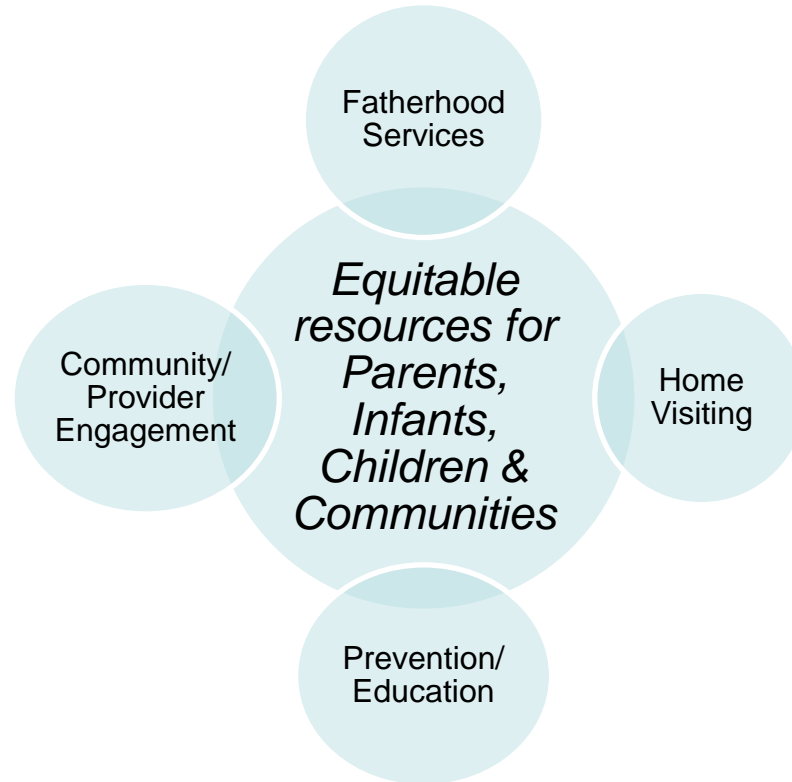 Fatherhood
Services
Equitable
resources for
Parents,
Infants,
Children &
Communities
Community/
Provider
Engagement
Home
Visiting
Prevention/
Education